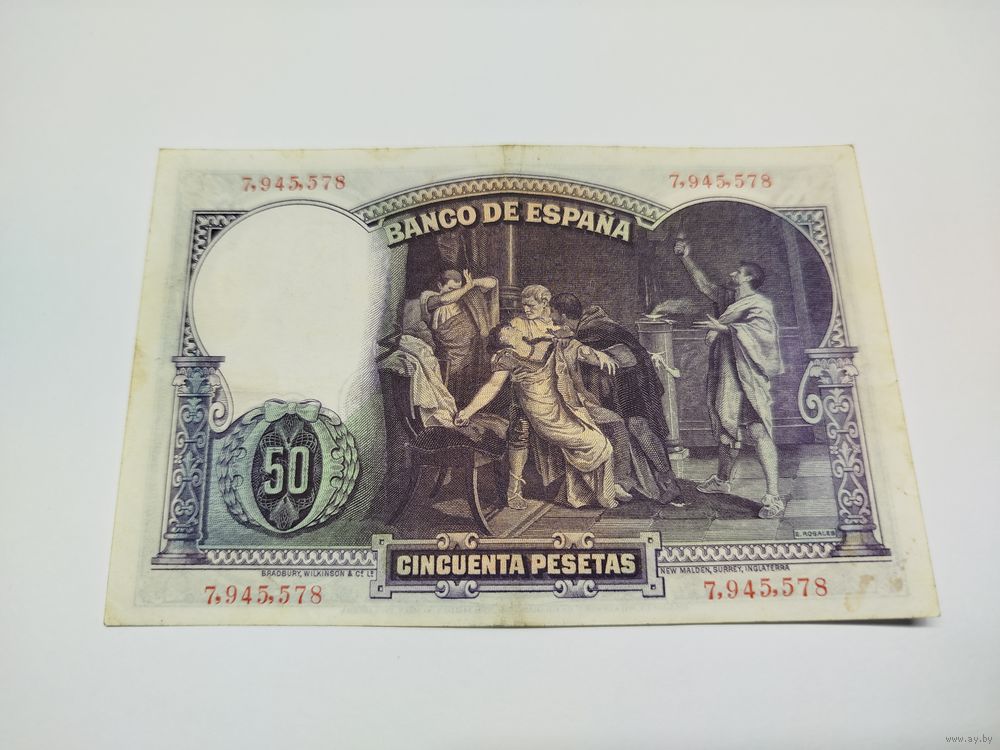 7,945,578 7,945,578
BANCO DE ESPAÑA
50
E. ROSALES
CINCUENTA PESETAS
BRADBURY, WILKINSON & Cº Lº NEW MALDEN, SURREY, INGLATERRA
7,945,578 7,945,578
www.ay.by